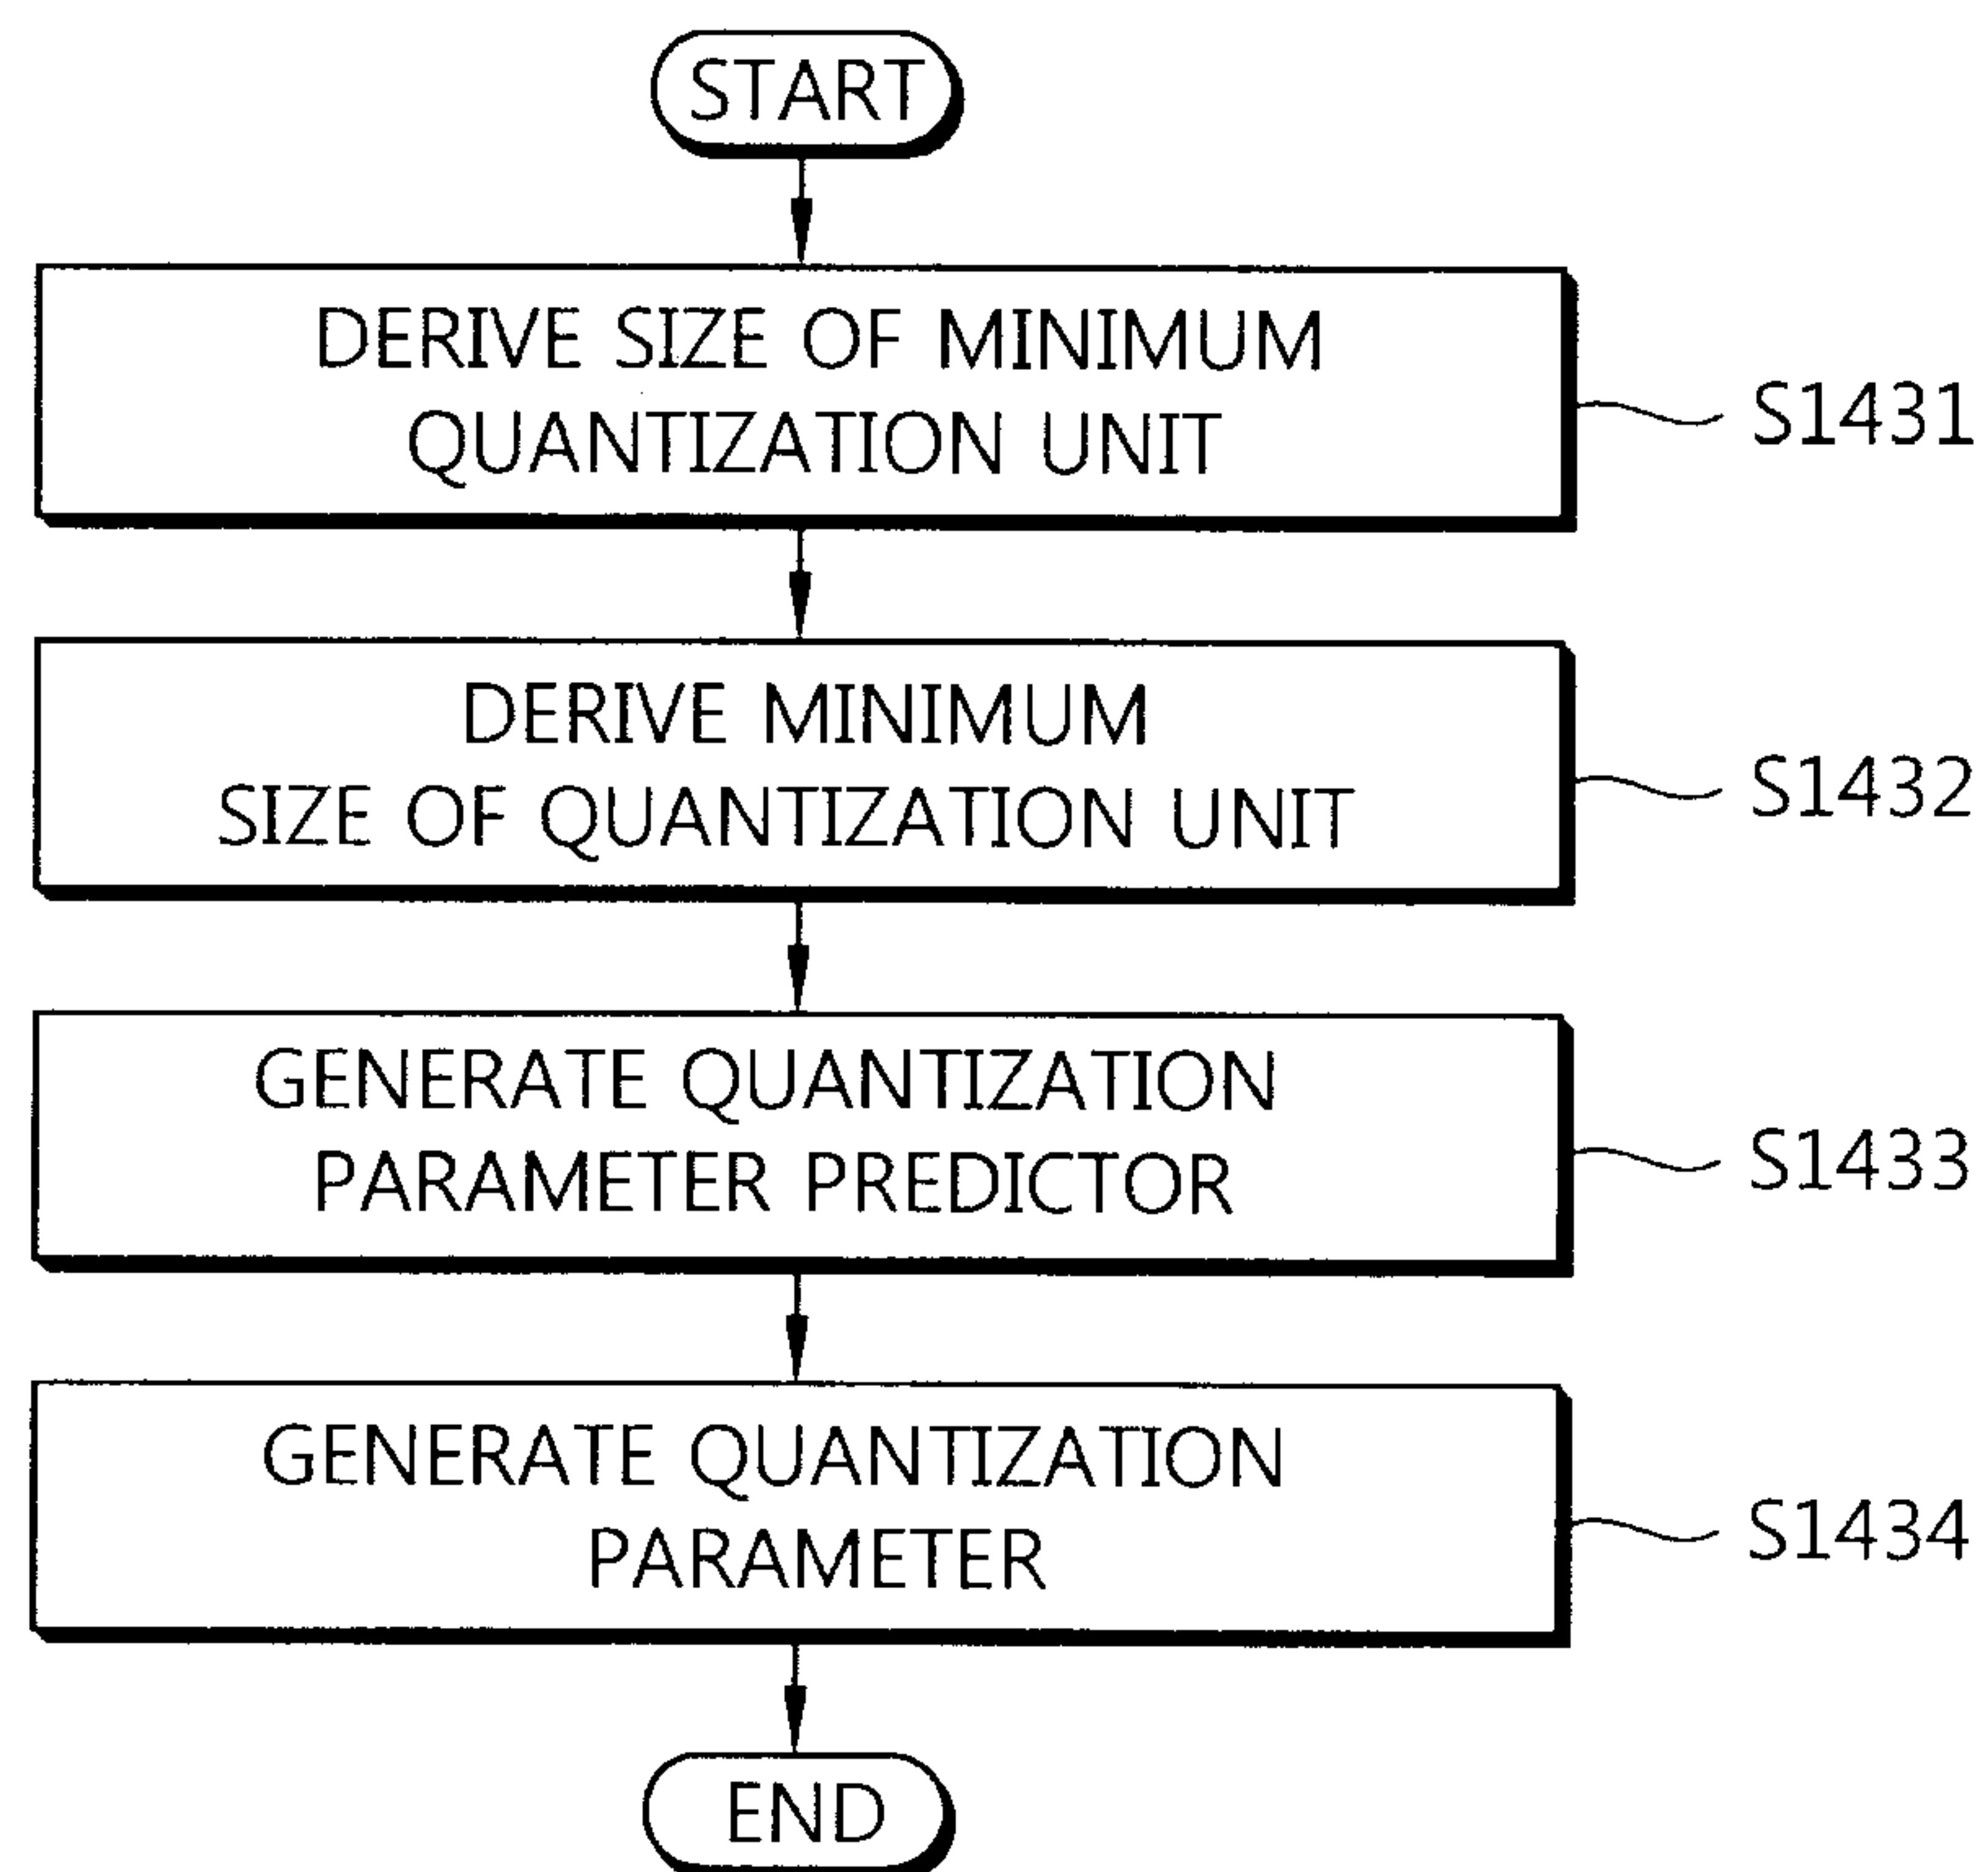 START
DERIVE SIZE OF MINIMUM
QUANTIZATION UNIT
S1431
DERIVE MINIMUM
SIZE OF QUANTIZATION UNIT
S1432
GENERATE QUANTIZATION
PARAMETER PREDICTOR
S1433
GENERATE QUANTIZATION
PARAMETER
S1434
END